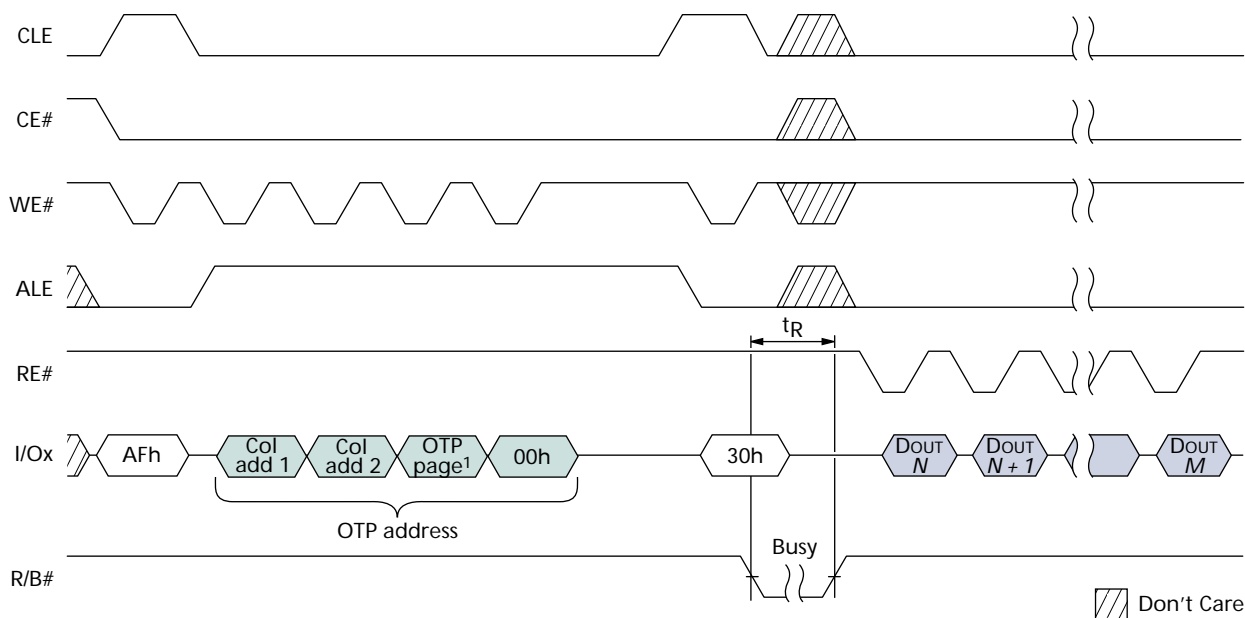 CLE
CE#
WE#
ALE
tR
RE#
I/Ox
AFh
Col
add 1
Col
add 2
OTP
page1
00h
30h
DOUT
N
DOUT
N + 1
DOUT
M
OTP address
Busy
R/B#
Don't Care